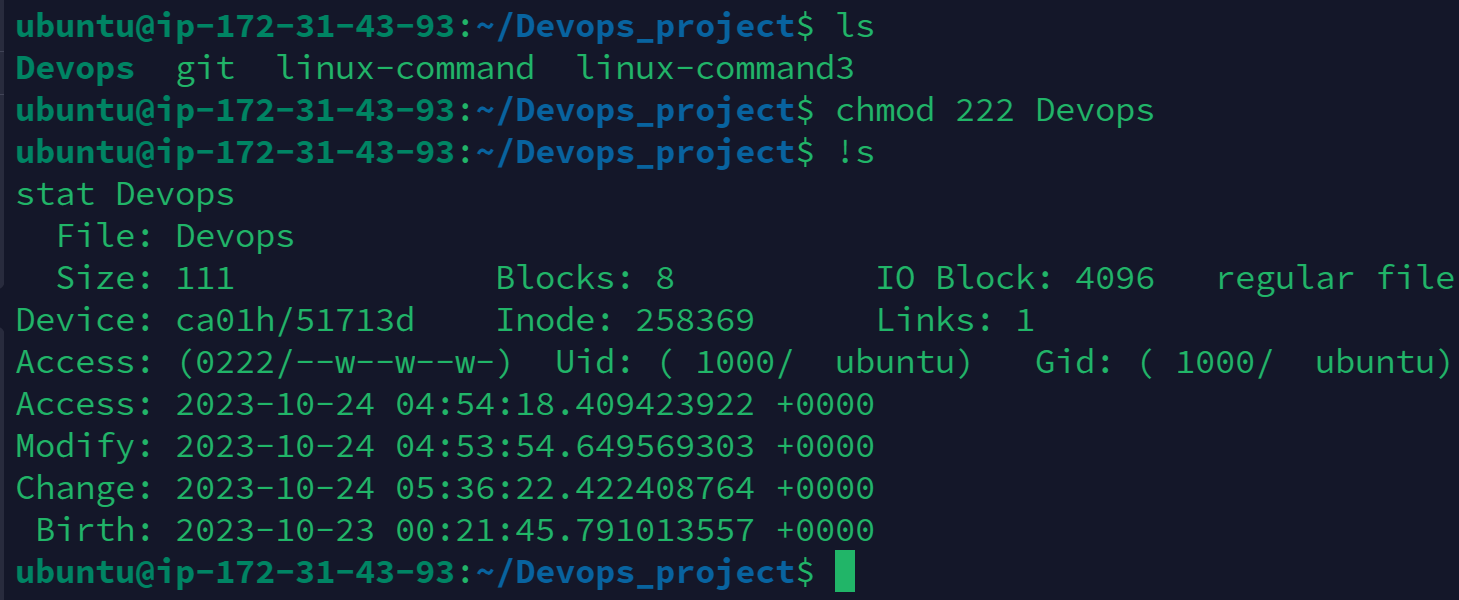 ubuntu@ip-172-31-43-93:~/Devops_project$ ls
Devops  git  linux-command  linux-command3
ubuntu@ip-172-31-43-93:~/Devops_project$ chmod 222 Devops
ubuntu@ip-172-31-43-93:~/Devops_project$ !s
stat Devops
  File: Devops
  Size: 111             Blocks: 8          IO Block: 4096   regular file
Device: ca01h/51713d    Inode: 258369      Links: 1
Access: (0222/--w--w--w-)  Uid: ( 1000/  ubuntu)   Gid: ( 1000/  ubuntu)
Access: 2023-10-24 04:54:18.409423922 +0000
Modify: 2023-10-24 04:53:54.649569303 +0000
Change: 2023-10-24 05:36:22.422408764 +0000
 Birth: 2023-10-23 00:21:45.791013557 +0000
ubuntu@ip-172-31-43-93:~/Devops_project$